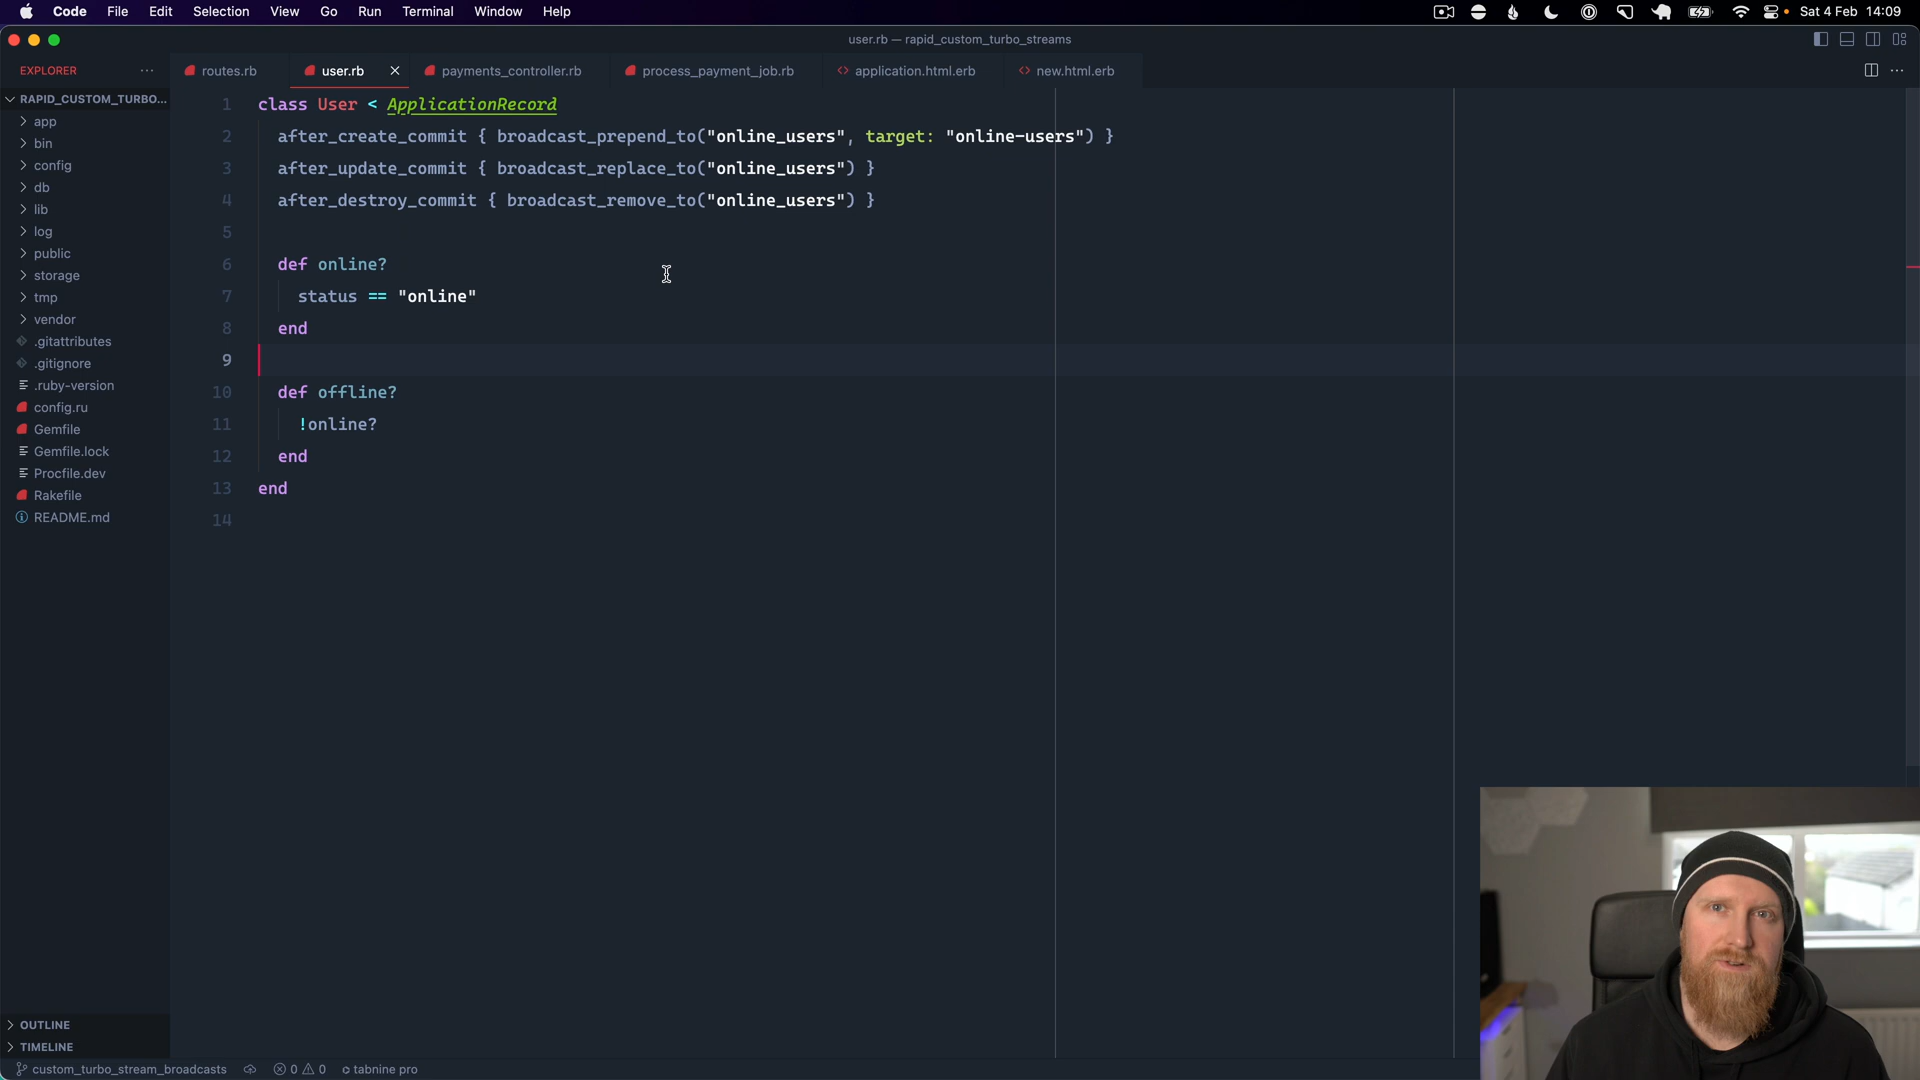 Code File Edit Selection View Go Run Terminal Window Help Sat 4 Feb 14:09
user.rb — rapid_custom_turbo_streams
EXPLORER
routes.rb user.rb payments_controller.rb process_payment_job.rb application.html.erb new.html.erb
RAPID_CUSTOM_TURBO...
app
bin
config
db
lib
log
public
storage
tmp
vendor
.gitattributes
.gitignore
.ruby-version
config.ru
Gemfile
Gemfile.lock
Procfile.dev
Rakefile
README.md
OUTLINE
TIMELINE
1 class User < ApplicationRecord
2 after_create_commit { broadcast_prepend_to("online_users", target: "online-users") }
3 after_update_commit { broadcast_replace_to("online_users") }
4 after_destroy_commit { broadcast_remove_to("online_users") }
5
6 def online?
7 status == "online"
8 end
9
10 def offline?
11 !online?
12 end
13 end
14
custom_turbo_stream_broadcasts 0 0 tabnine pro